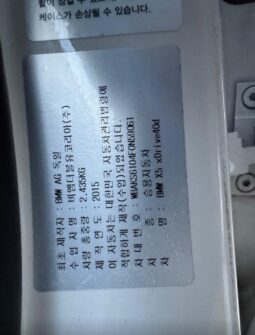 케이스가 손상될 수 있습니다.
최초 제작자 : BMW AG 독일
수 입 자 명 : 비엠더블유코리아(주)
차량 총중량 : 2,435KG
제 작 연 도 : 2015
이 자동차는 대한민국 자동차관리법령에
적합하게 제작(수입)되었습니다.
차 대 번 호 : WBAKS6104F0N59061
차 종 : 승용자동차
차 명 : BMW X5 xDrive40d